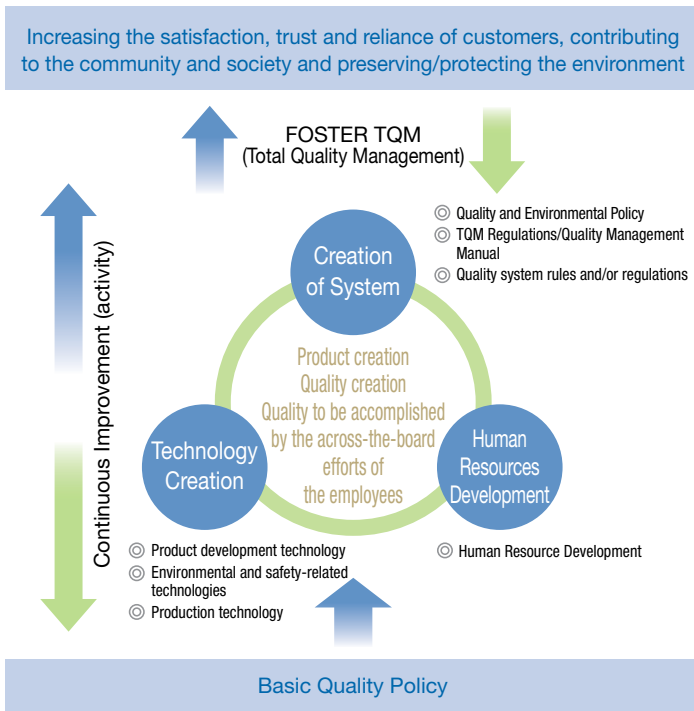 Increasing the satisfaction, trust and reliance of customers, contributing
to the community and society and preserving/protecting the environment
FOSTER TQM
(Total Quality Management)
Continuous Improvement (activity)
Quality and Environmental Policy
TQM Regulations/Quality Management
Manual
Quality system rules and/or regulations
Creation
of System
Product creation
Quality creation
Quality to be accomplished
by the across-the-board
efforts of
the employees
Technology
Creation
Human
Resources
Development
Product development technology
Environmental and safety-related
technologies
Production technology
Human Resource Development
Basic Quality Policy